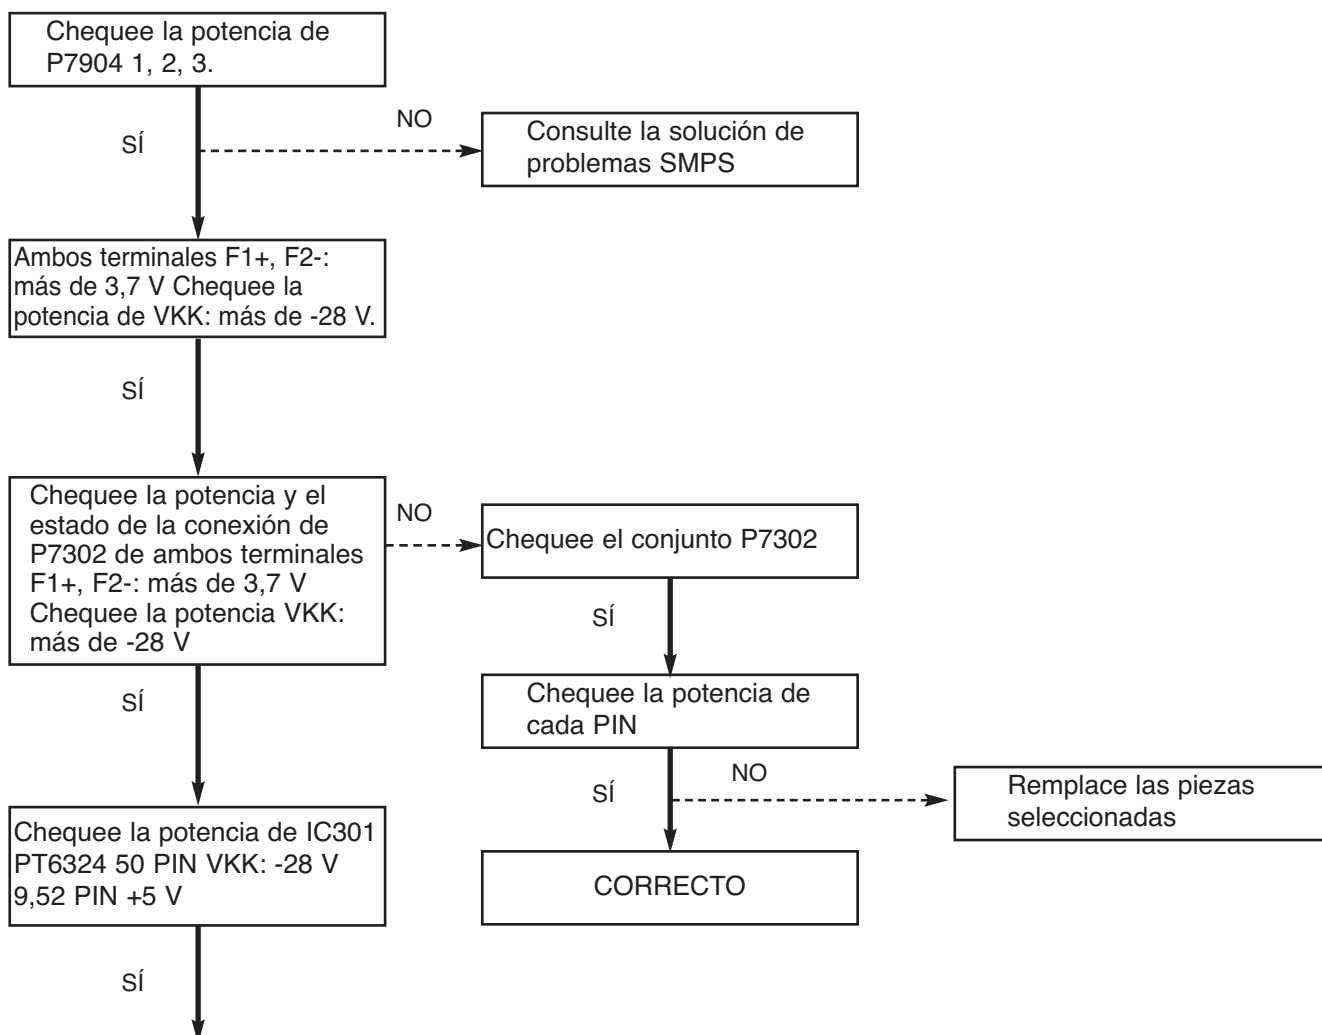 Chequee la potencia de
P7904 1, 2, 3.
SÍ
NO
Consulte la solución de
problemas SMPS
Ambos terminales F1+, F2-:
más de 3,7 V Chequee la
potencia de VKK: más de -28 V.
SÍ
Chequee la potencia y el
estado de la conexión de
P7302 de ambos terminales
F1+, F2-: más de 3,7 V
Chequee la potencia VKK:
más de -28 V
NO
Chequee el conjunto P7302
SÍ
SÍ
Chequee la potencia de
cada PIN
SÍ
NO
Remplace las piezas
seleccionadas
Chequee la potencia de IC301
PT6324 50 PIN VKK: -28 V
9,52 PIN +5 V
CORRECTO
SÍ